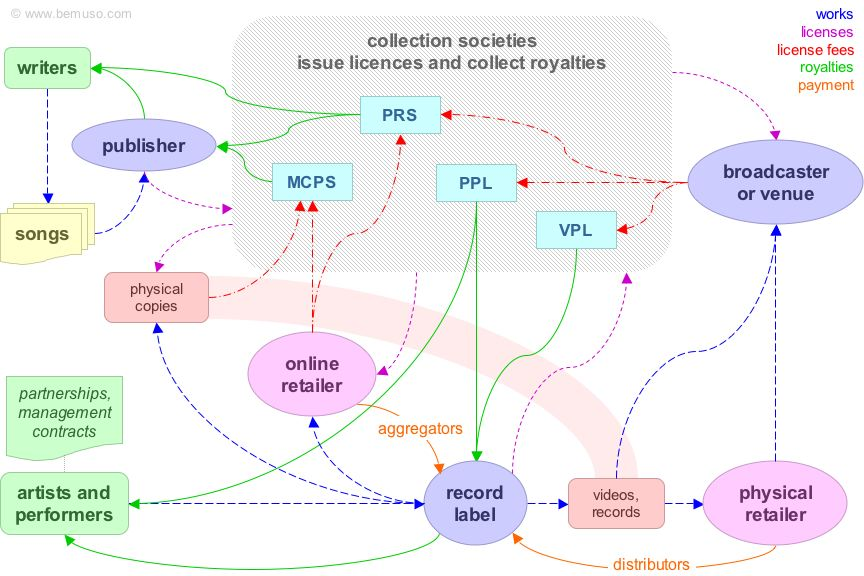 © www.bemuso.com
works
licenses
license fees
royalties
payment
collection societies
issue licences and collect royalties
writers
publisher
songs
PRS
MCPS
PPL
VPL
broadcaster
or venue
physical
copies
online
retailer
partnerships,
management
contracts
aggregators
artists and
performers
record
label
videos,
records
physical
retailer
distributors